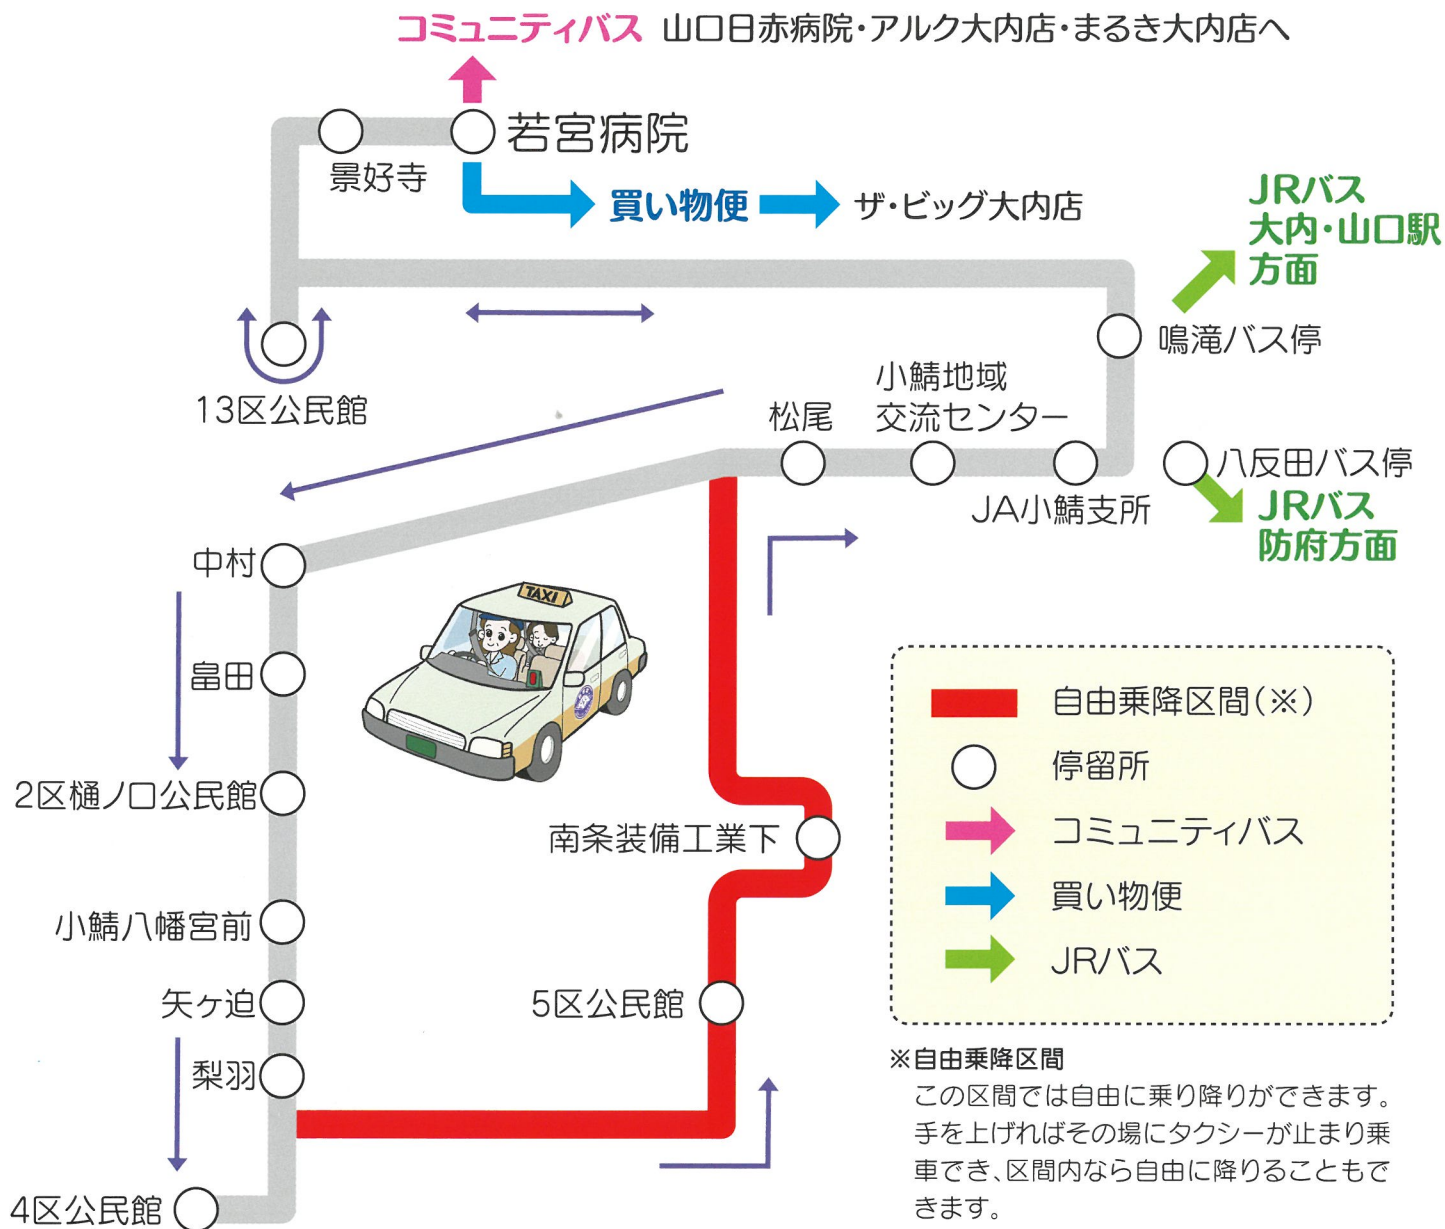 コミュニティバス 山口日赤病院・アルク大内店・まるき大内店へ
若宮病院
景好寺
買い物便
ザ・ビッグ大内店
JRバス
大内・山口駅
方面
鳴滝バス停
13区公民館
小鯖地域
交流センター
松尾
八反田バス停
JA小鯖支所
JRバス
防府方面
中村
TAXI
畠田
2区樋ノ口公民館
南条装備工業下
小鯖八幡宮前
矢ヶ迫
5区公民館
梨羽
4区公民館
自由乗降区間(※)
停留所
コミュニティバス
買い物便
JRバス
※自由乗降区間
この区間では自由に乗り降りができます。
手を上げればその場にタクシーが止まり乗
車でき、区間内なら自由に降りることもで
きます。